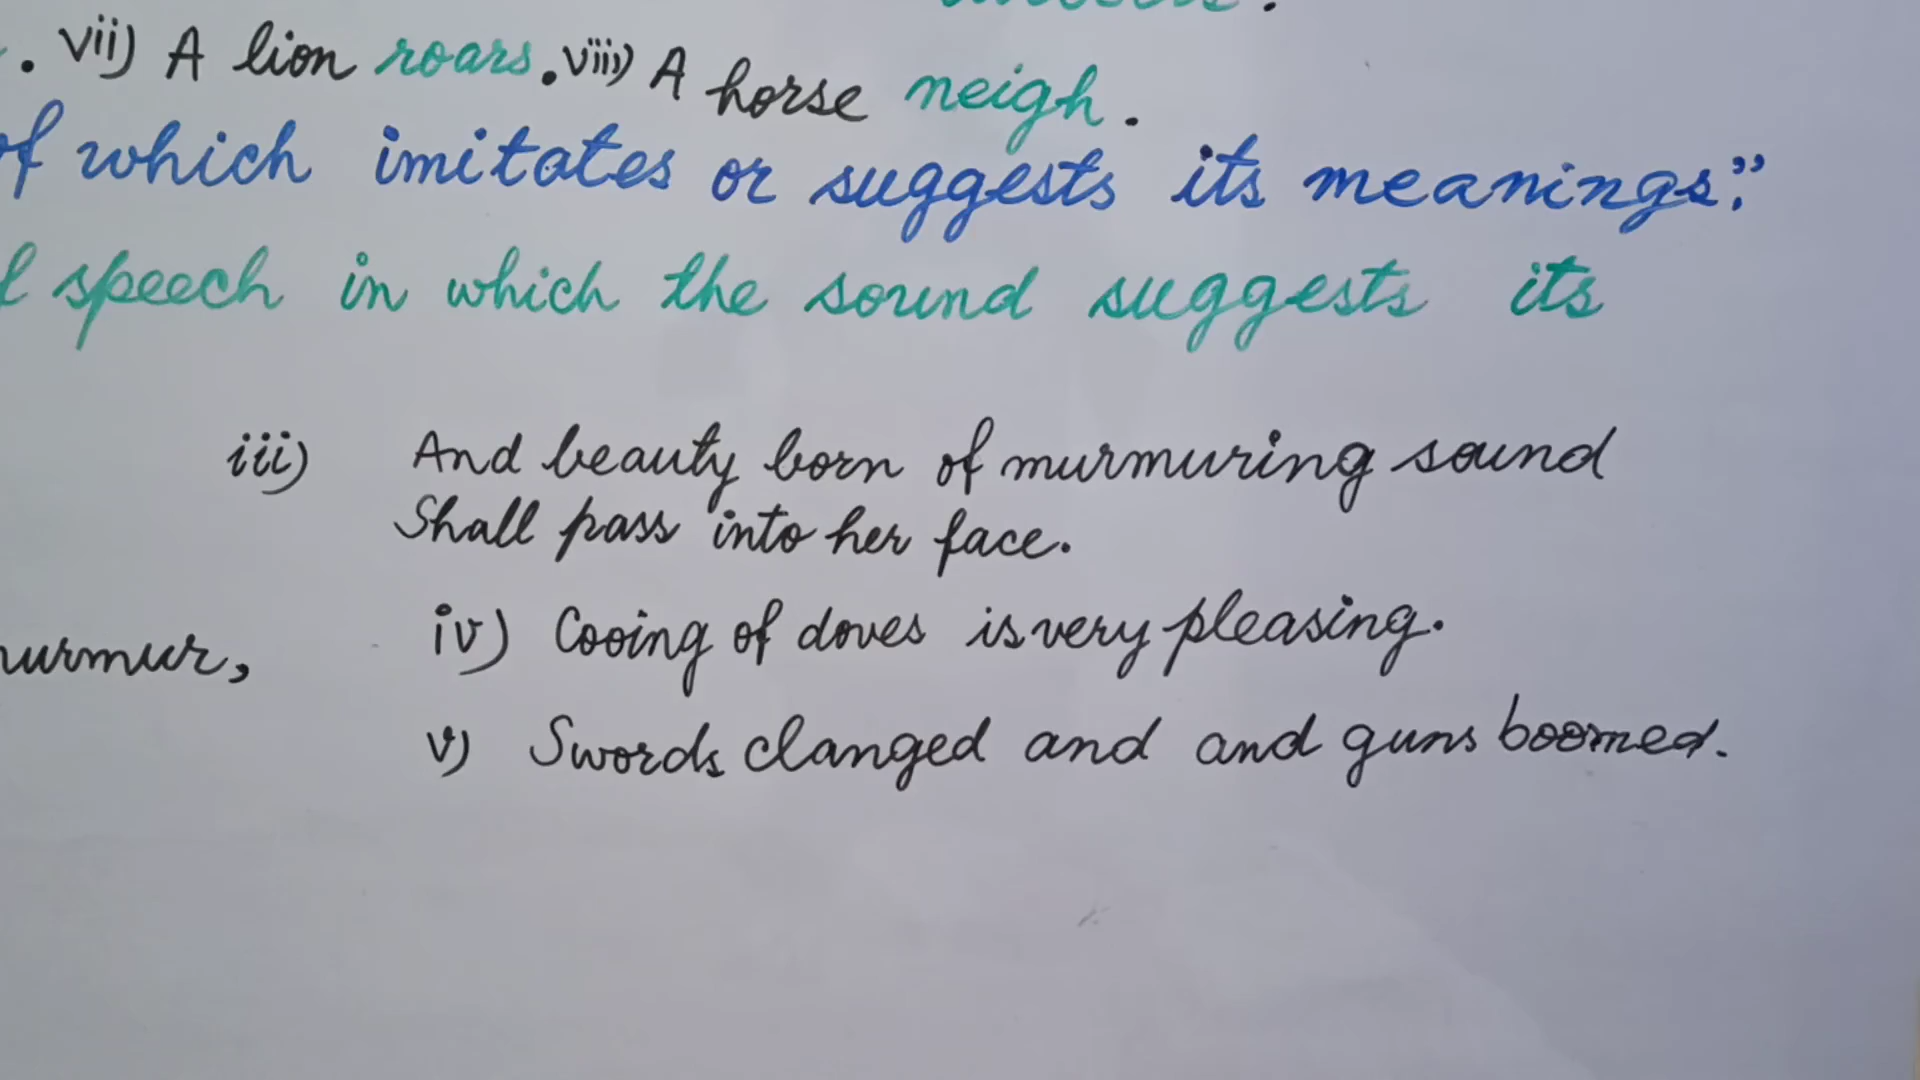 . vii) A lion roars. viii) A horse neigh.
of which imitates or suggests its meanings."
speech in which the sound suggests its
iii) And beauty born of murmuring sound
Shall pass into her face.
iv) Cooing of doves is very pleasing.
v) Swords clanged and and guns boomed.